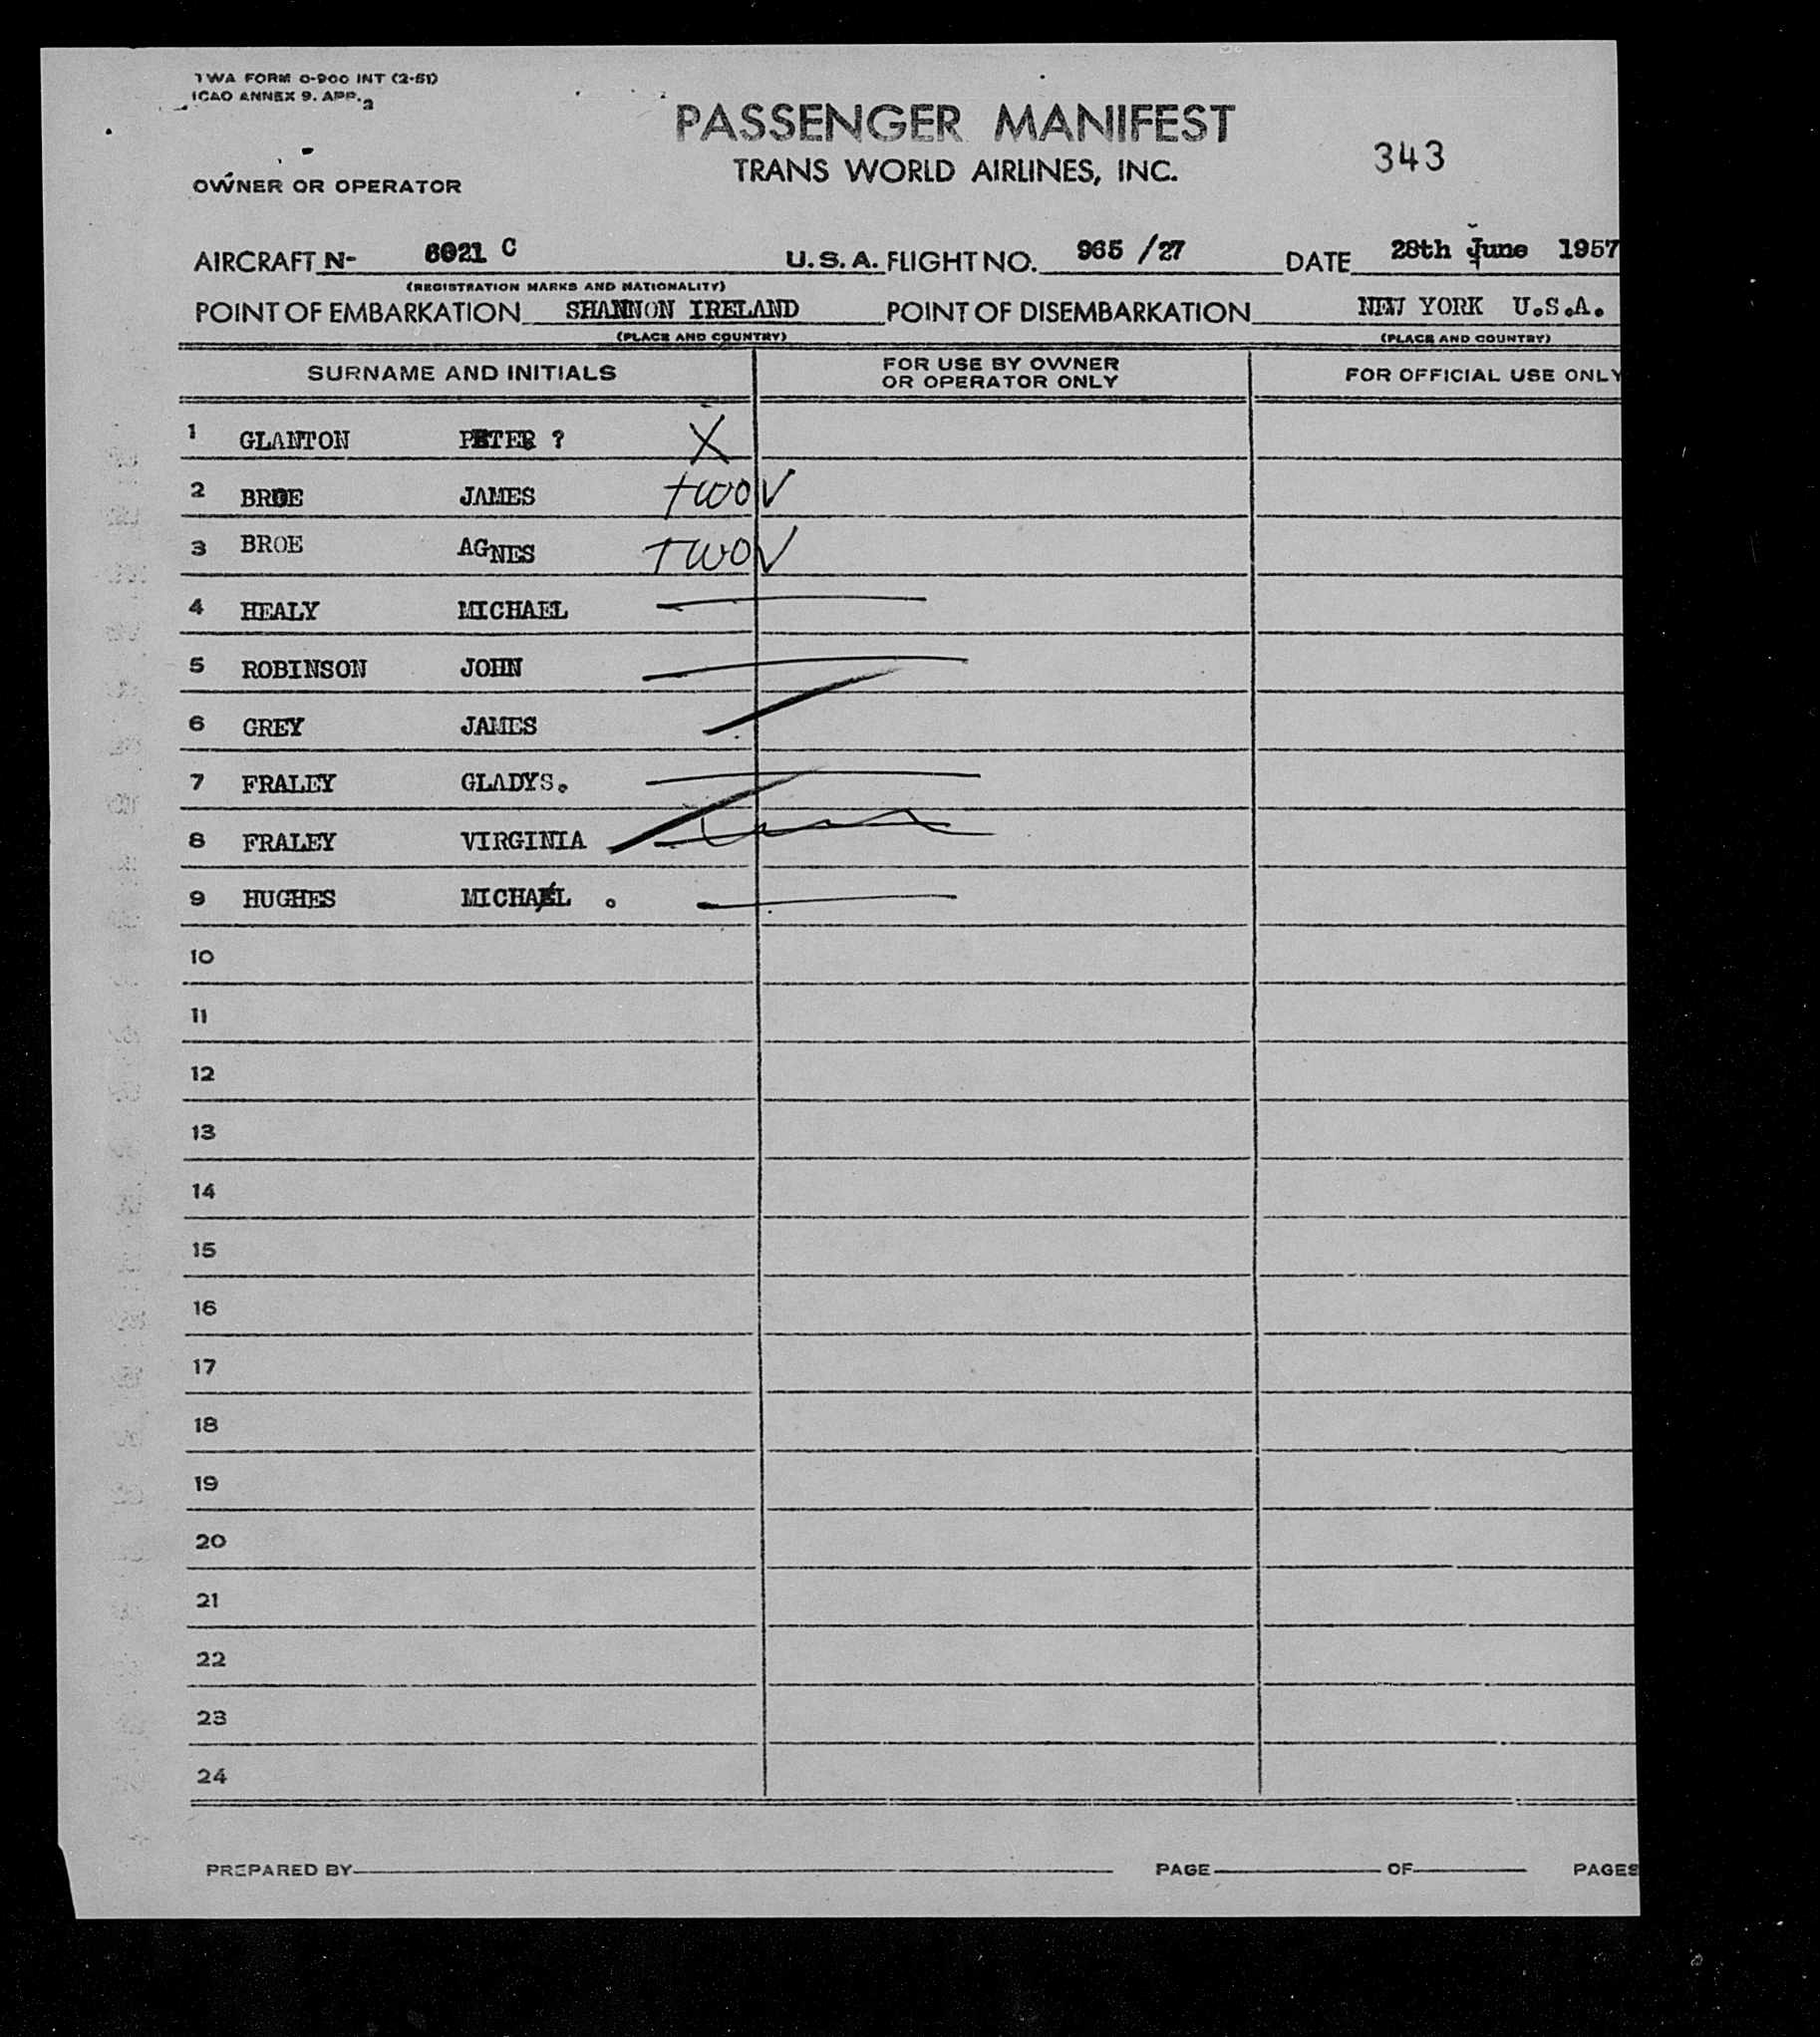 TWA FORM O-900 INT (2-51)
ICAO ANNEX 9. APP. 2
PASSENGER MANIFEST
TRANS WORLD AIRLINES, INC.
343
OWNER OR OPERATOR
AIRCRAFT N- 6021 C U.S.A. FLIGHT NO. 965 /27 DATE 28th June 1957
(REGISTRATION MARKS AND NATIONALITY)
POINT OF EMBARKATION SHANNON IRELAND POINT OF DISEMBARKATION NEW YORK U.S.A.
(PLACE AND COUNTRY) (PLACE AND COUNTRY)
SURNAME AND INITIALS FOR USE BY OWNER OR OPERATOR ONLY FOR OFFICIAL USE ONLY
1 GLANTON PETER ? X
2 BROE JAMES TWOV
3 BROE AGNES TWOV
4 HEALY MICHAEL
5 ROBINSON JOHN
6 GREY JAMES
7 FRALEY GLADYS.
8 FRALEY VIRGINIA
9 HUGHES MICHAEL .
10
11
12
13
14
15
16
17
18
19
20
21
22
23
24
PREPARED BY PAGE OF PAGES